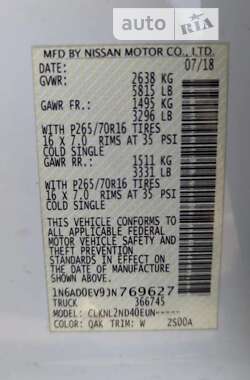 auto RIA
MFD BY NISSAN MOTOR CO., LTD.
DATE: 07/18
GVWR: 2638 KG
5815 LB
GAWR FR.: 1495 KG
3296 LB
WITH P265/70R16 TIRES
16 X 7.0 RIMS AT 35 PSI
COLD SINGLE
GAWR RR.: 1511 KG
3331 LB
WITH P265/70R16 TIRES
16 X 7.0 RIMS AT 35 PSI
COLD SINGLE
THIS VEHICLE CONFORMS TO
ALL APPLICABLE FEDERAL
MOTOR VEHICLE SAFETY AND
THEFT PREVENTION
STANDARDS IN EFFECT ON
THE DATE OF MANUFACTURE
SHOWN ABOVE.
1N6AD0EV9JN769627
TRUCK 366745
MODEL: CLKNL2ND40EUN-----
COLOR: QAK TRIM: W 2S00A